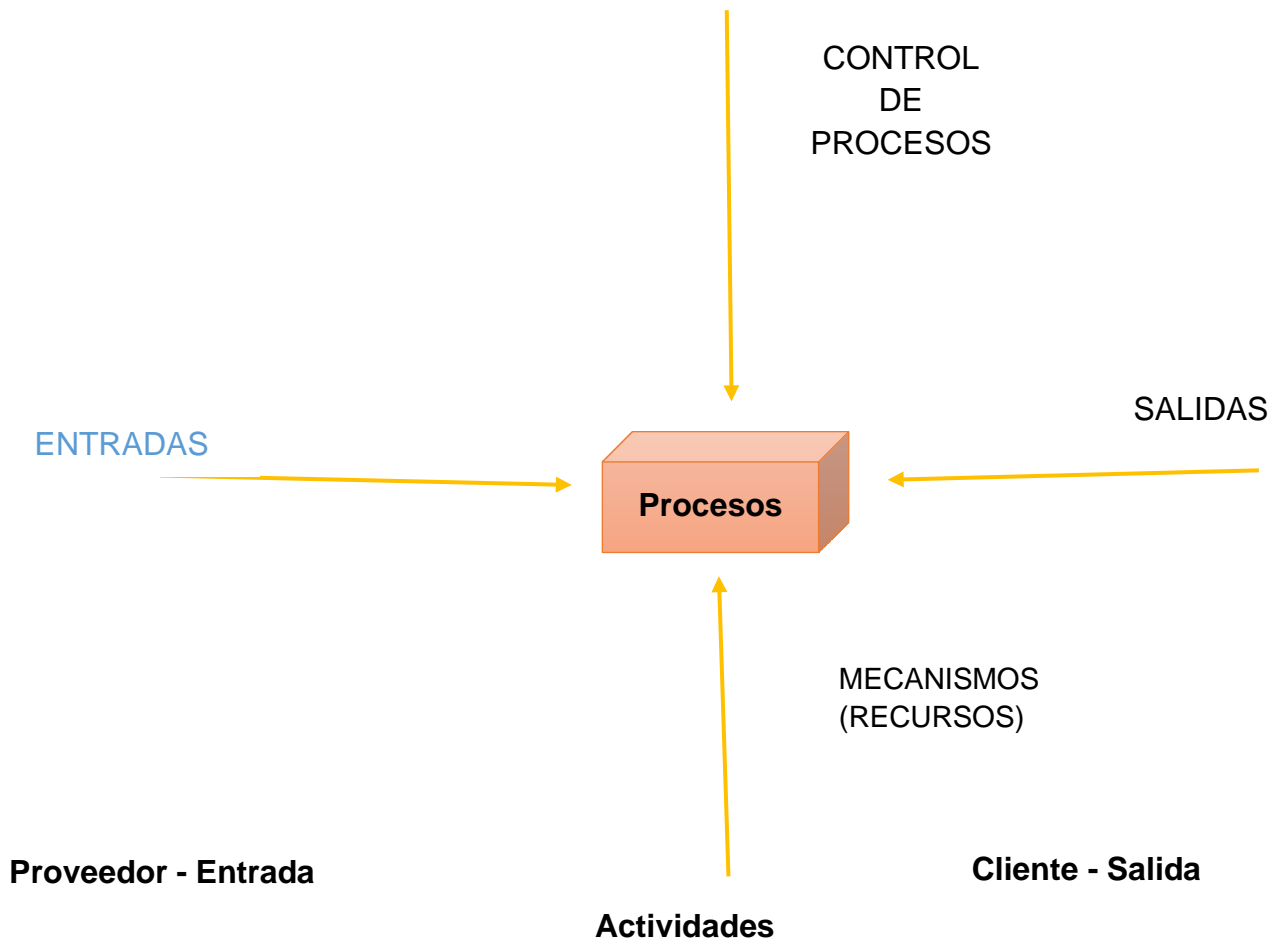 CONTROL
DE
PROCESOS
SALIDAS
ENTRADAS
Procesos
MECANISMOS
(RECURSOS)
Proveedor - Entrada
Cliente - Salida
Actividades